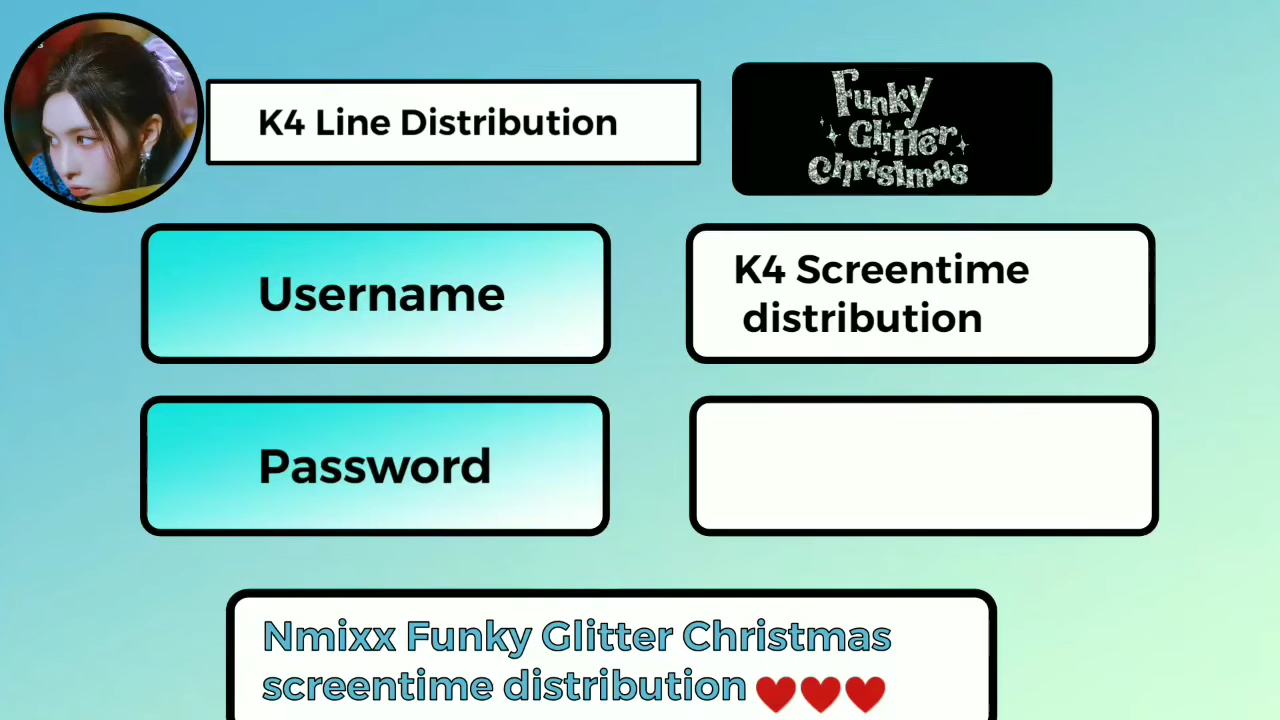 K4 Line Distribution
Funky
Glitter
Christmas
Username
K4 Screentime
distribution
Password
Nmixx Funky Glitter Christmas
screentime distribution ❤❤❤